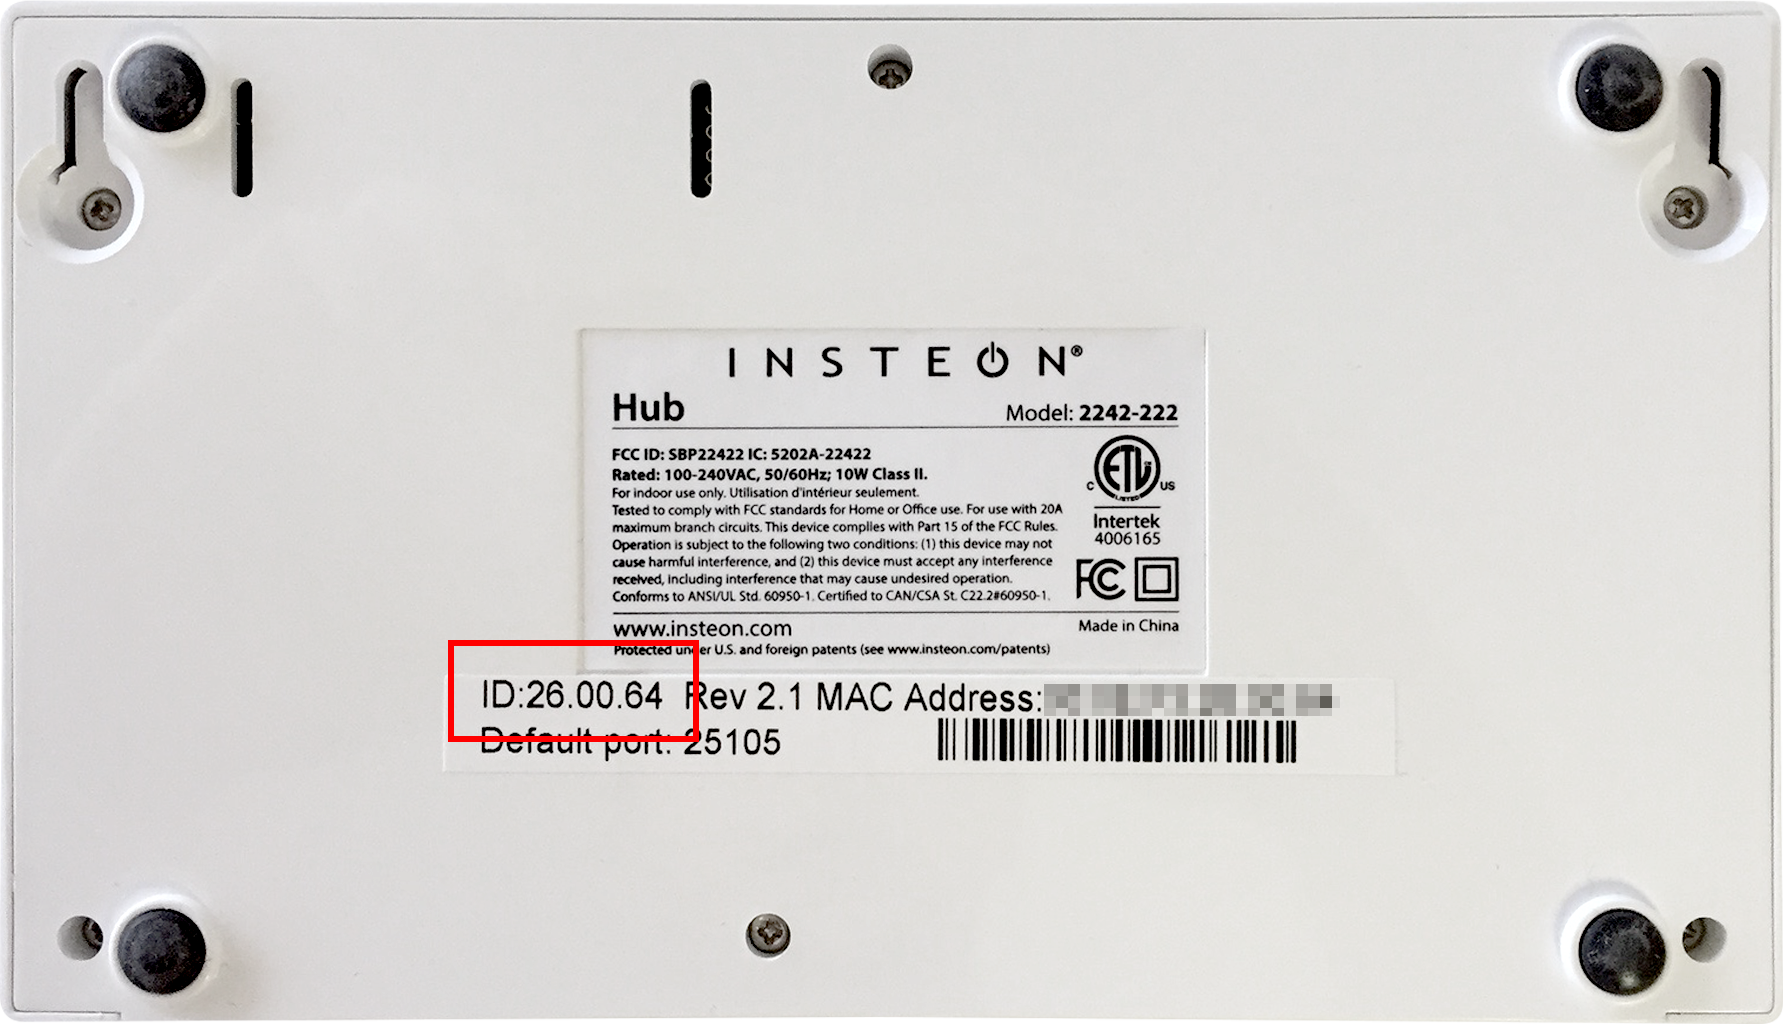 INSTEON®
Hub Model: 2242-222
FCC ID: SBP22422 IC: 5202A-22422
Rated: 100-240VAC, 50/60Hz; 10W Class II.
For indoor use only. Utilisation d'intérieur seulement.
Tested to comply with FCC standards for Home or Office use. For use with 20A
maximum branch circuits. This device complies with Part 15 of the FCC Rules.
Operation is subject to the following two conditions: (1) this device may not
cause harmful interference, and (2) this device must accept any interference
received, including interference that may cause undesired operation.
Conforms to ANSI/UL Std. 60950-1. Certified to CAN/CSA St. C22.2#60950-1.
ETL CM
LISTED
C US
Intertek
4006165
FC
www.insteon.com Made in China
Protected under U.S. and foreign patents (see www.insteon.com/patents)
ID:26.00.64 Rev 2.1 MAC Address:
Default port: 25105